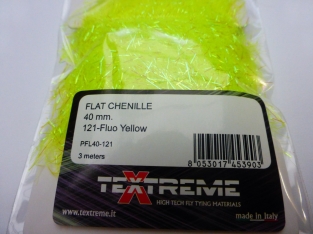 FLAT CHENILLE
40 mm.
121-Fluo Yellow
PFL40-121
3 meters
8 053017 453903
TEXTREME
HIGH TECH FLY TYING MATERIALS
www.textreme.it
made in Italy